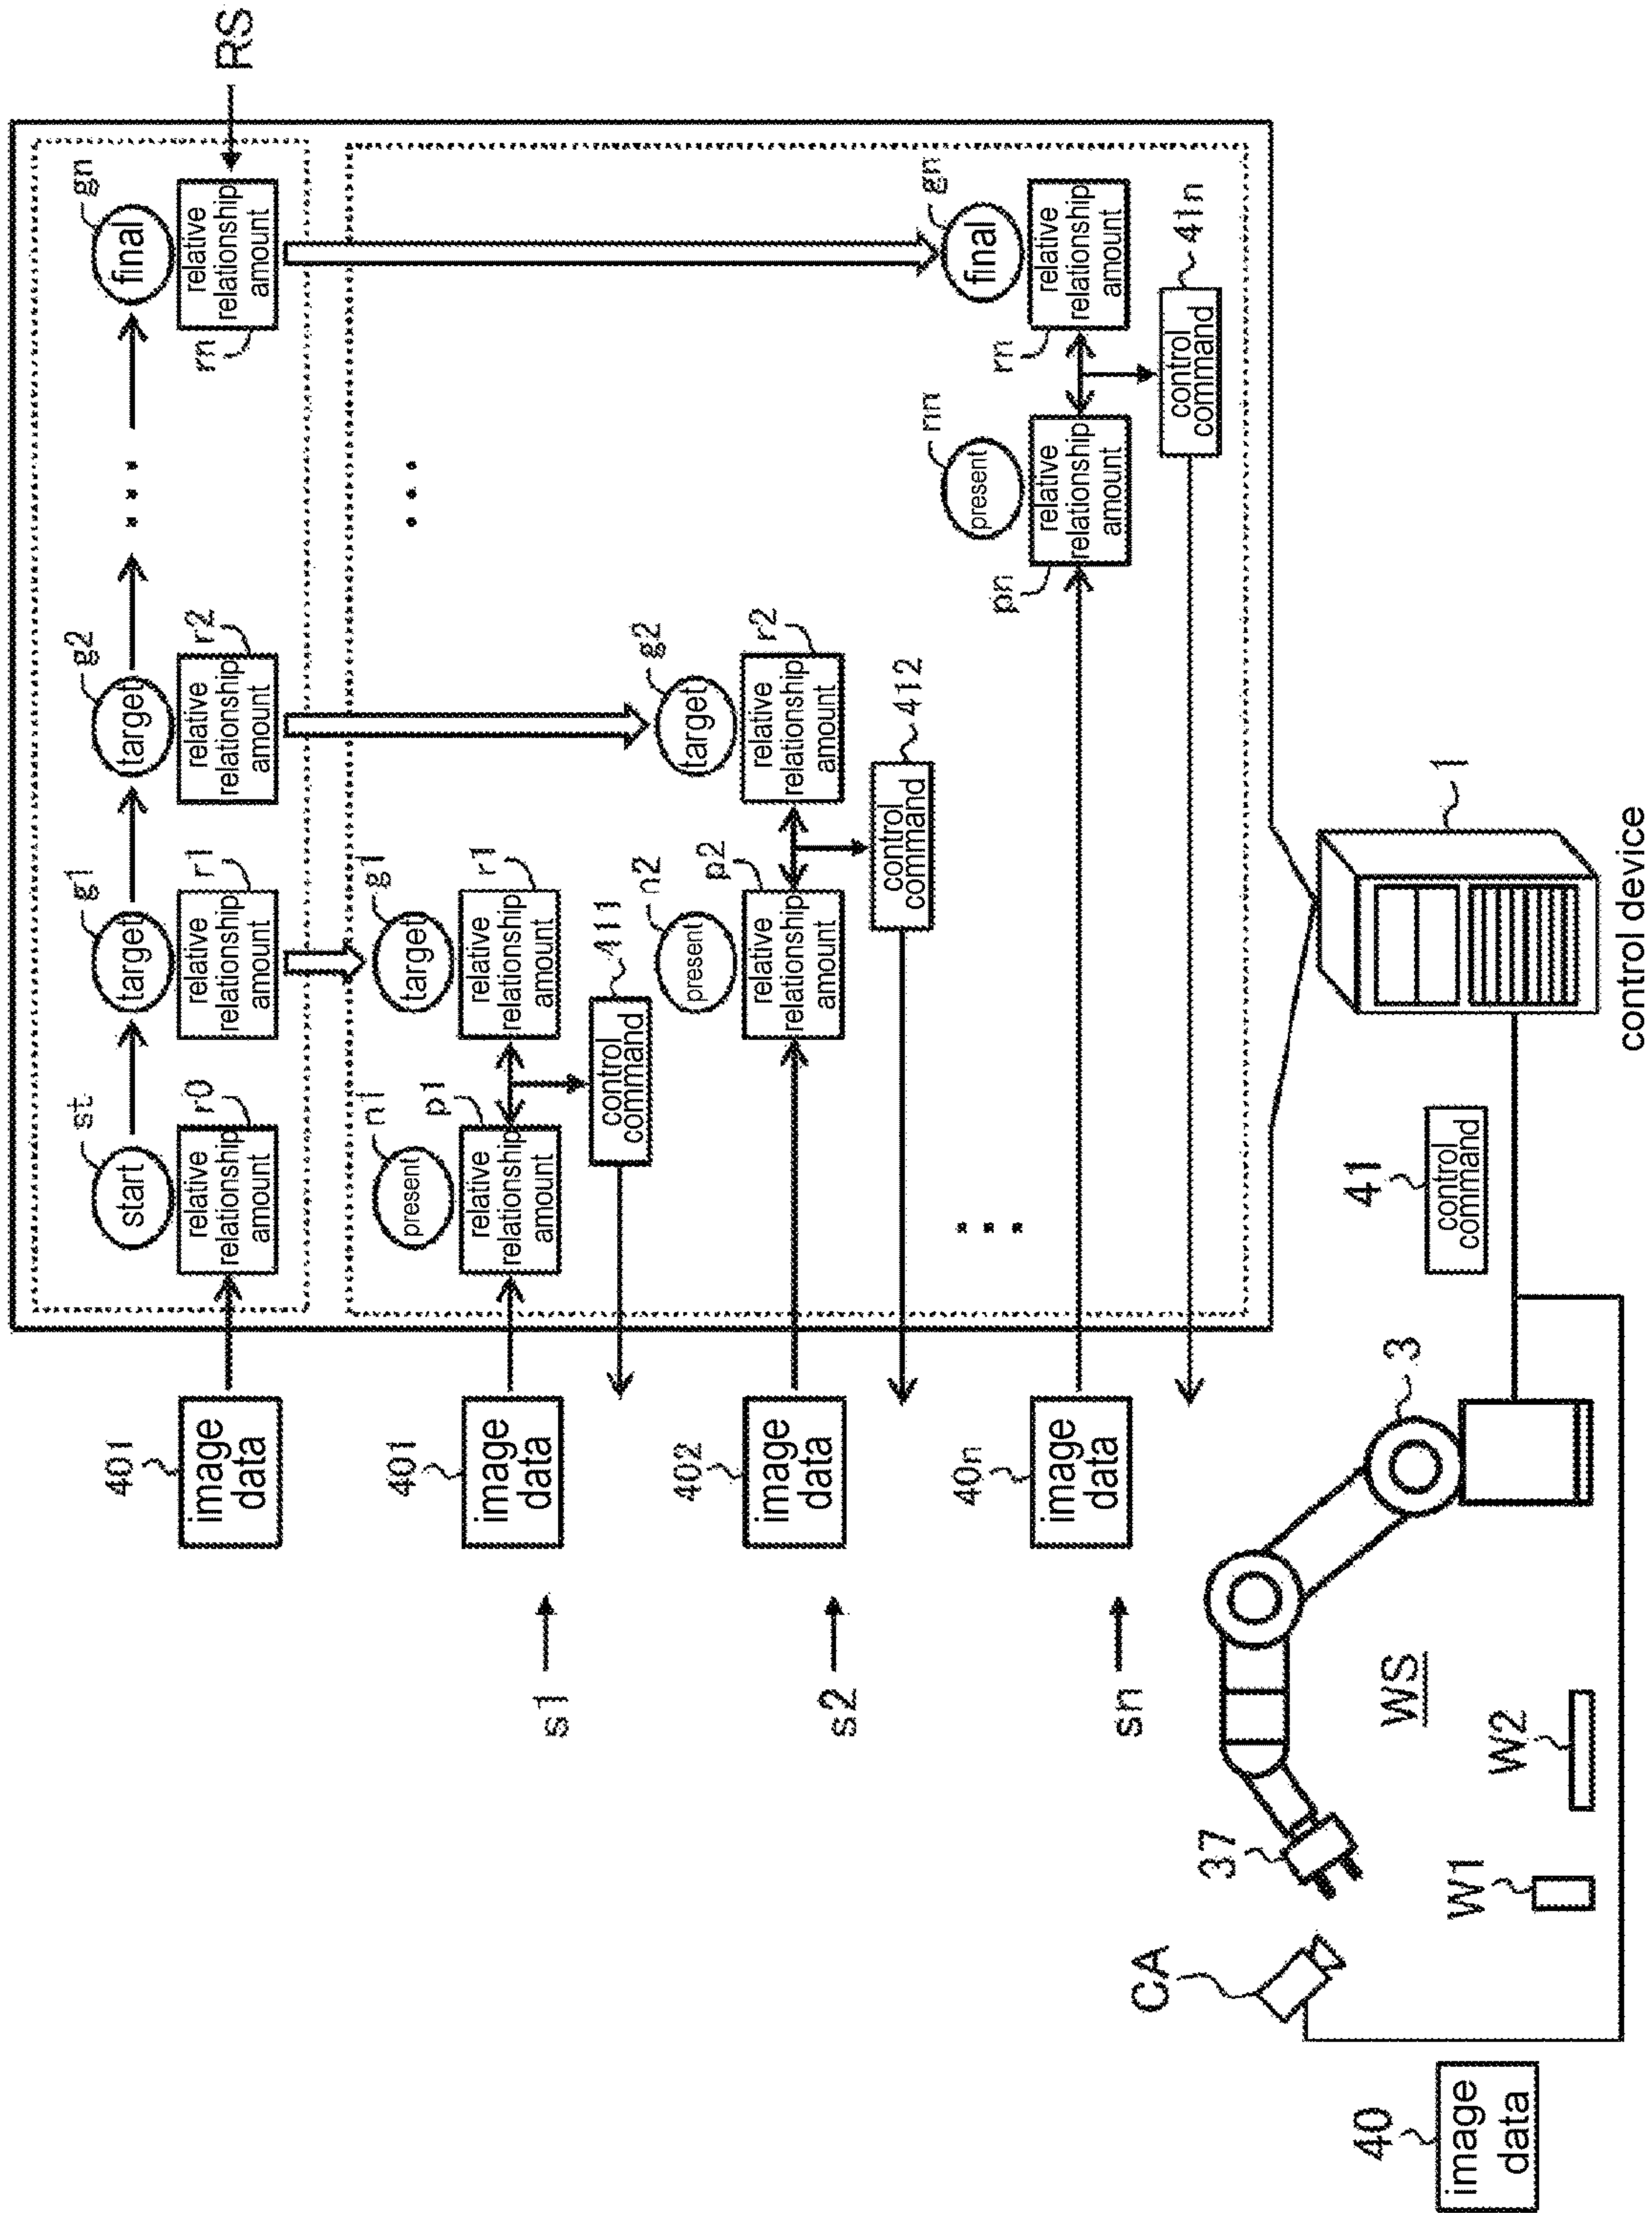 st
g1
g2
gn
start
target
target
final
401
image
data
relative
relationship
amount
r0
relative
relationship
amount
r1
relative
relationship
amount
r2
rn
relative
relationship
amount
RS
n1
present
g1
target
401
image
data
p1
relative
relationship
amount
r1
relative
relationship
amount
s1
control
command
411
n2
present
g2
target
402
image
data
p2
relative
relationship
amount
r2
relative
relationship
amount
s2
control
command
412
nn
present
gn
final
40n
image
data
pn
relative
relationship
amount
rn
relative
relationship
amount
sn
control
command
41n
CA
37
3
WS
41
control
command
1
40
image
data
W1
W2
control device